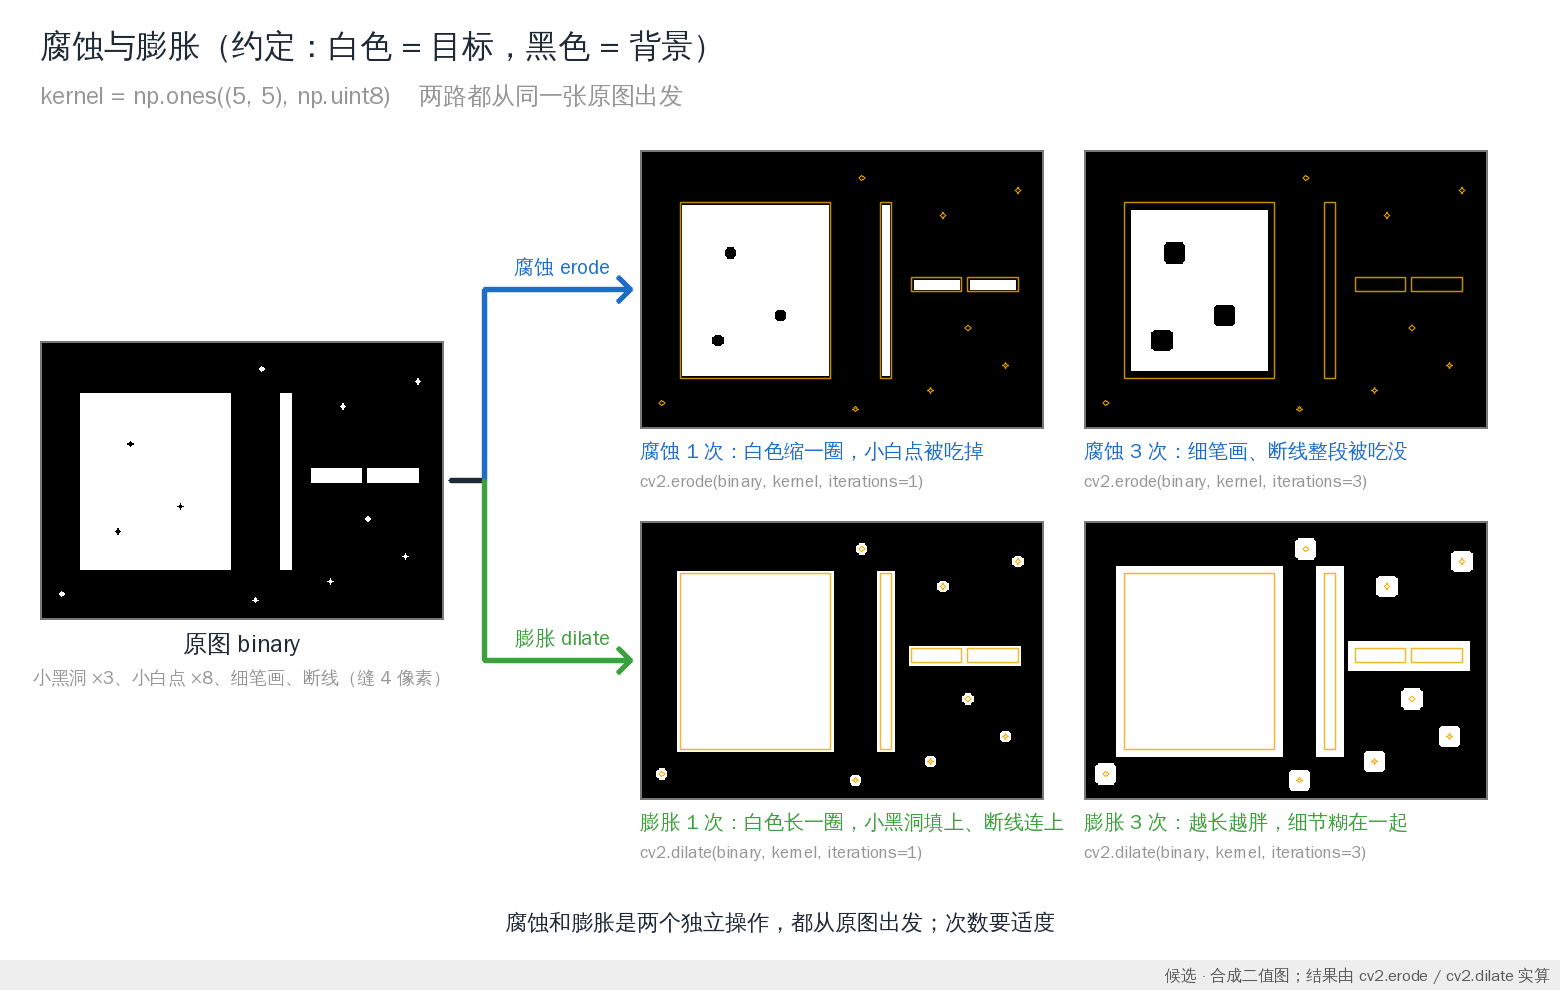 腐蚀与膨胀（约定：白色 = 目标，黑色 = 背景）
kernel = np.ones((5, 5), np.uint8)    两路都从同一张原图出发
腐蚀 erode
腐蚀 1 次：白色缩一圈，小白点被吃掉
cv2.erode(binary, kernel, iterations=1)
腐蚀 3 次：细笔画、断线整段被吃没
cv2.erode(binary, kernel, iterations=3)
原图 binary
小黑洞 ×3、小白点 ×8、细笔画、断线（缝 4 像素）
膨胀 dilate
膨胀 1 次：白色长一圈，小黑洞填上、断线连上
cv2.dilate(binary, kernel, iterations=1)
膨胀 3 次：越长越胖，细节糊在一起
cv2.dilate(binary, kernel, iterations=3)
腐蚀和膨胀是两个独立操作，都从原图出发；次数要适度
候选 · 合成二值图；结果由 cv2.erode / cv2.dilate 实算